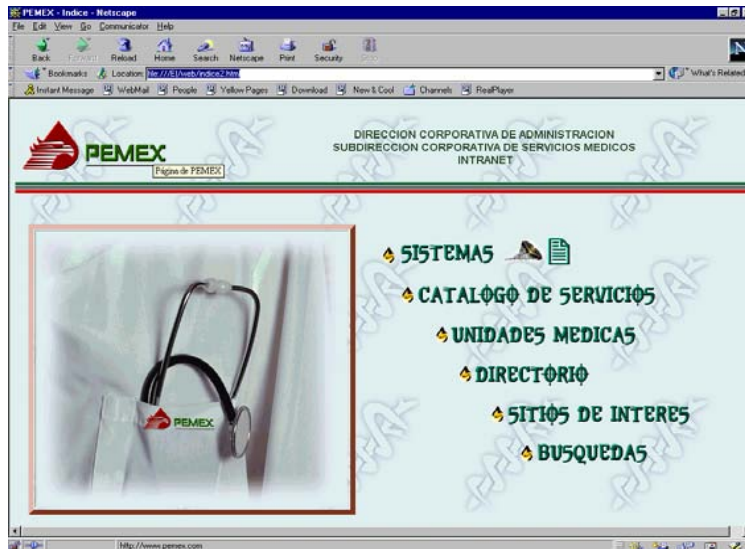 PEMEX - Indice - Netscape
File Edit View Go Communicator Help
Back Forward Reload Home Search Netscape Print Security Stop
Bookmarks Location: file:///E|/web/indice2.html What's Related
Instant Message WebMail People Yellow Pages Download New & Cool Channels RealPlayer
PEMEX
Página de PEMEX
DIRECCION CORPORATIVA DE ADMINISTRACION
SUBDIRECCION CORPORATIVA DE SERVICIOS MEDICOS
INTRANET
SISTEMAS
CATALOGO DE SERVICIOS
UNIDADES MEDICAS
DIRECTORIO
SITIOS DE INTERES
BUSQUEDAS
PEMEX
http://www.pemex.com